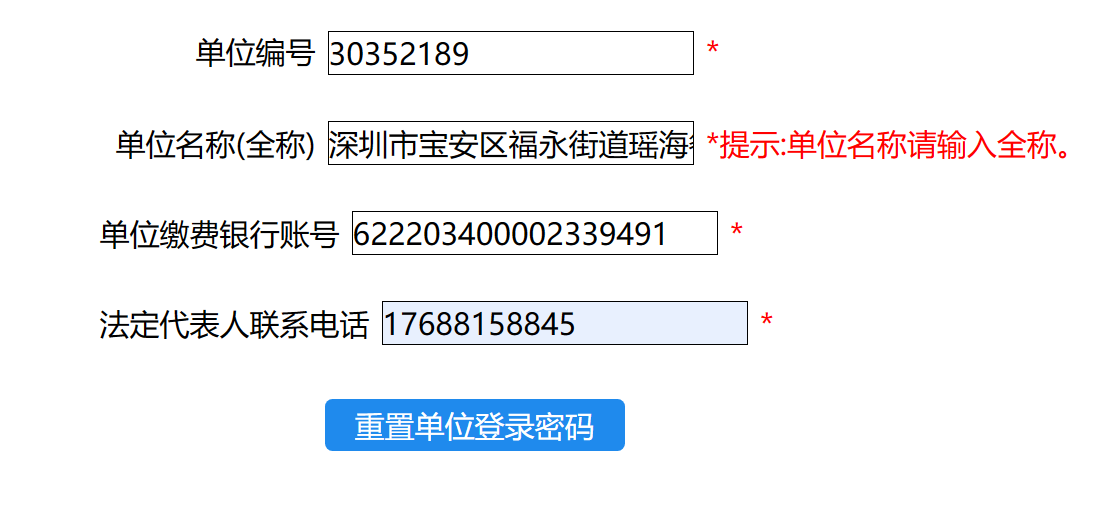 单位编号 30352189 *
单位名称(全称) 深圳市宝安区福永街道瑶海 *提示:单位名称请输入全称。
单位缴费银行账号 622203400002339491 *
法定代表人联系电话 17688158845 *
重置单位登录密码